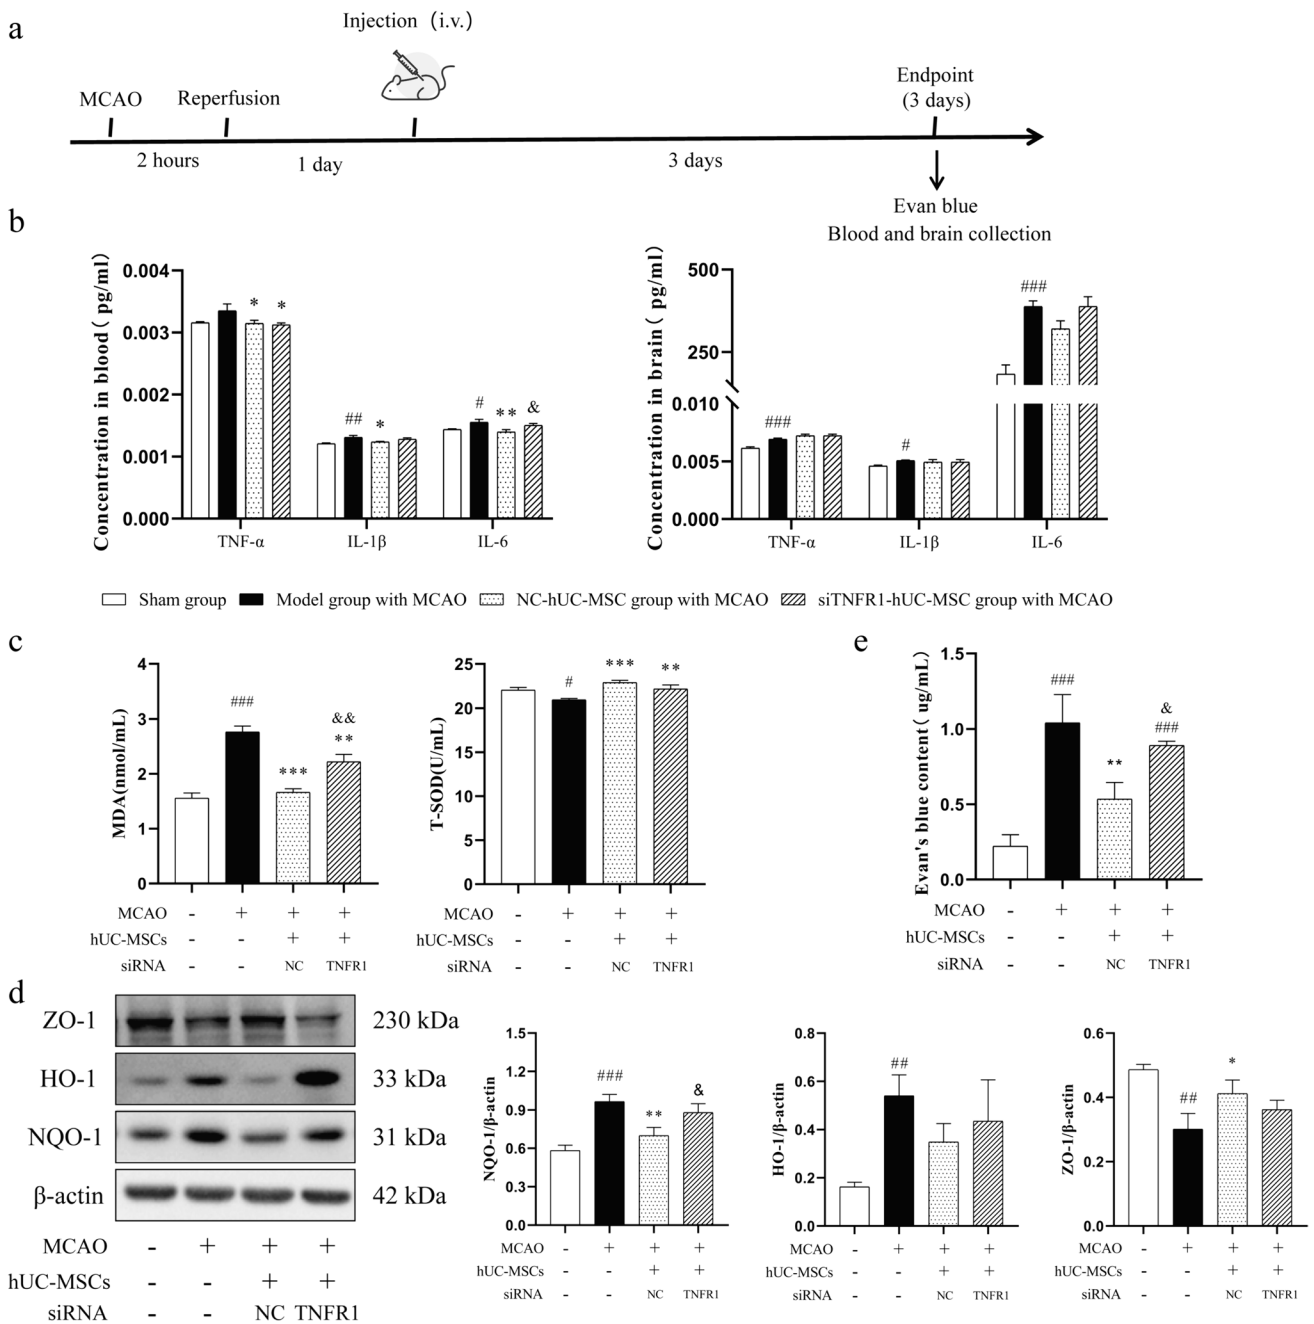 a
Injection（i.v.）
MCAO
Reperfusion
Endpoint
(3 days)
2 hours
1 day
3 days
Evan blue
Blood and brain collection
b
Concentration in blood（ pg/ml）
0.004
0.003
0.002
0.001
0.000
* *
## *
# ** &
TNF-α IL-1β IL-6
Concentration in brain（ pg/ml）
500
250
0.010
0.005
0.000
###
#
###
TNF-α IL-1β IL-6
Sham group Model group with MCAO NC-hUC-MSC group with MCAO siTNFR1-hUC-MSC group with MCAO
c
MDA(nmol/mL)
4
3
2
1
0
###
***
&&
**
MCAO - + + +
hUC-MSCs - - + +
siRNA - - NC TNFR1
T-SOD(U/mL)
25
20
15
10
5
0
#
***
**
MCAO - + + +
hUC-MSCs - - + +
siRNA - - NC TNFR1
e
Evan's blue content（ ug/mL）
1.5
1.0
0.5
0.0
###
**
&
###
MCAO - + + +
hUC-MSCs - - + +
siRNA - - NC TNFR1
d
ZO-1 230 kDa
HO-1 33 kDa
NQO-1 31 kDa
β-actin 42 kDa
MCAO - + + +
hUC-MSCs - - + +
siRNA - - NC TNFR1
NQO-1/β-actin
1.5
1.2
0.9
0.6
0.3
0.0
###
**
&
MCAO - + + +
hUC-MSCs - - + +
siRNA - - NC TNFR1
HO-1/β-actin
0.8
0.6
0.4
0.2
0.0
##
MCAO - + + +
hUC-MSCs - - + +
siRNA - - NC TNFR1
ZO-1/β-actin
0.6
0.4
0.2
0.0
##
*
MCAO - + + +
hUC-MSCs - - + +
siRNA - - NC TNFR1